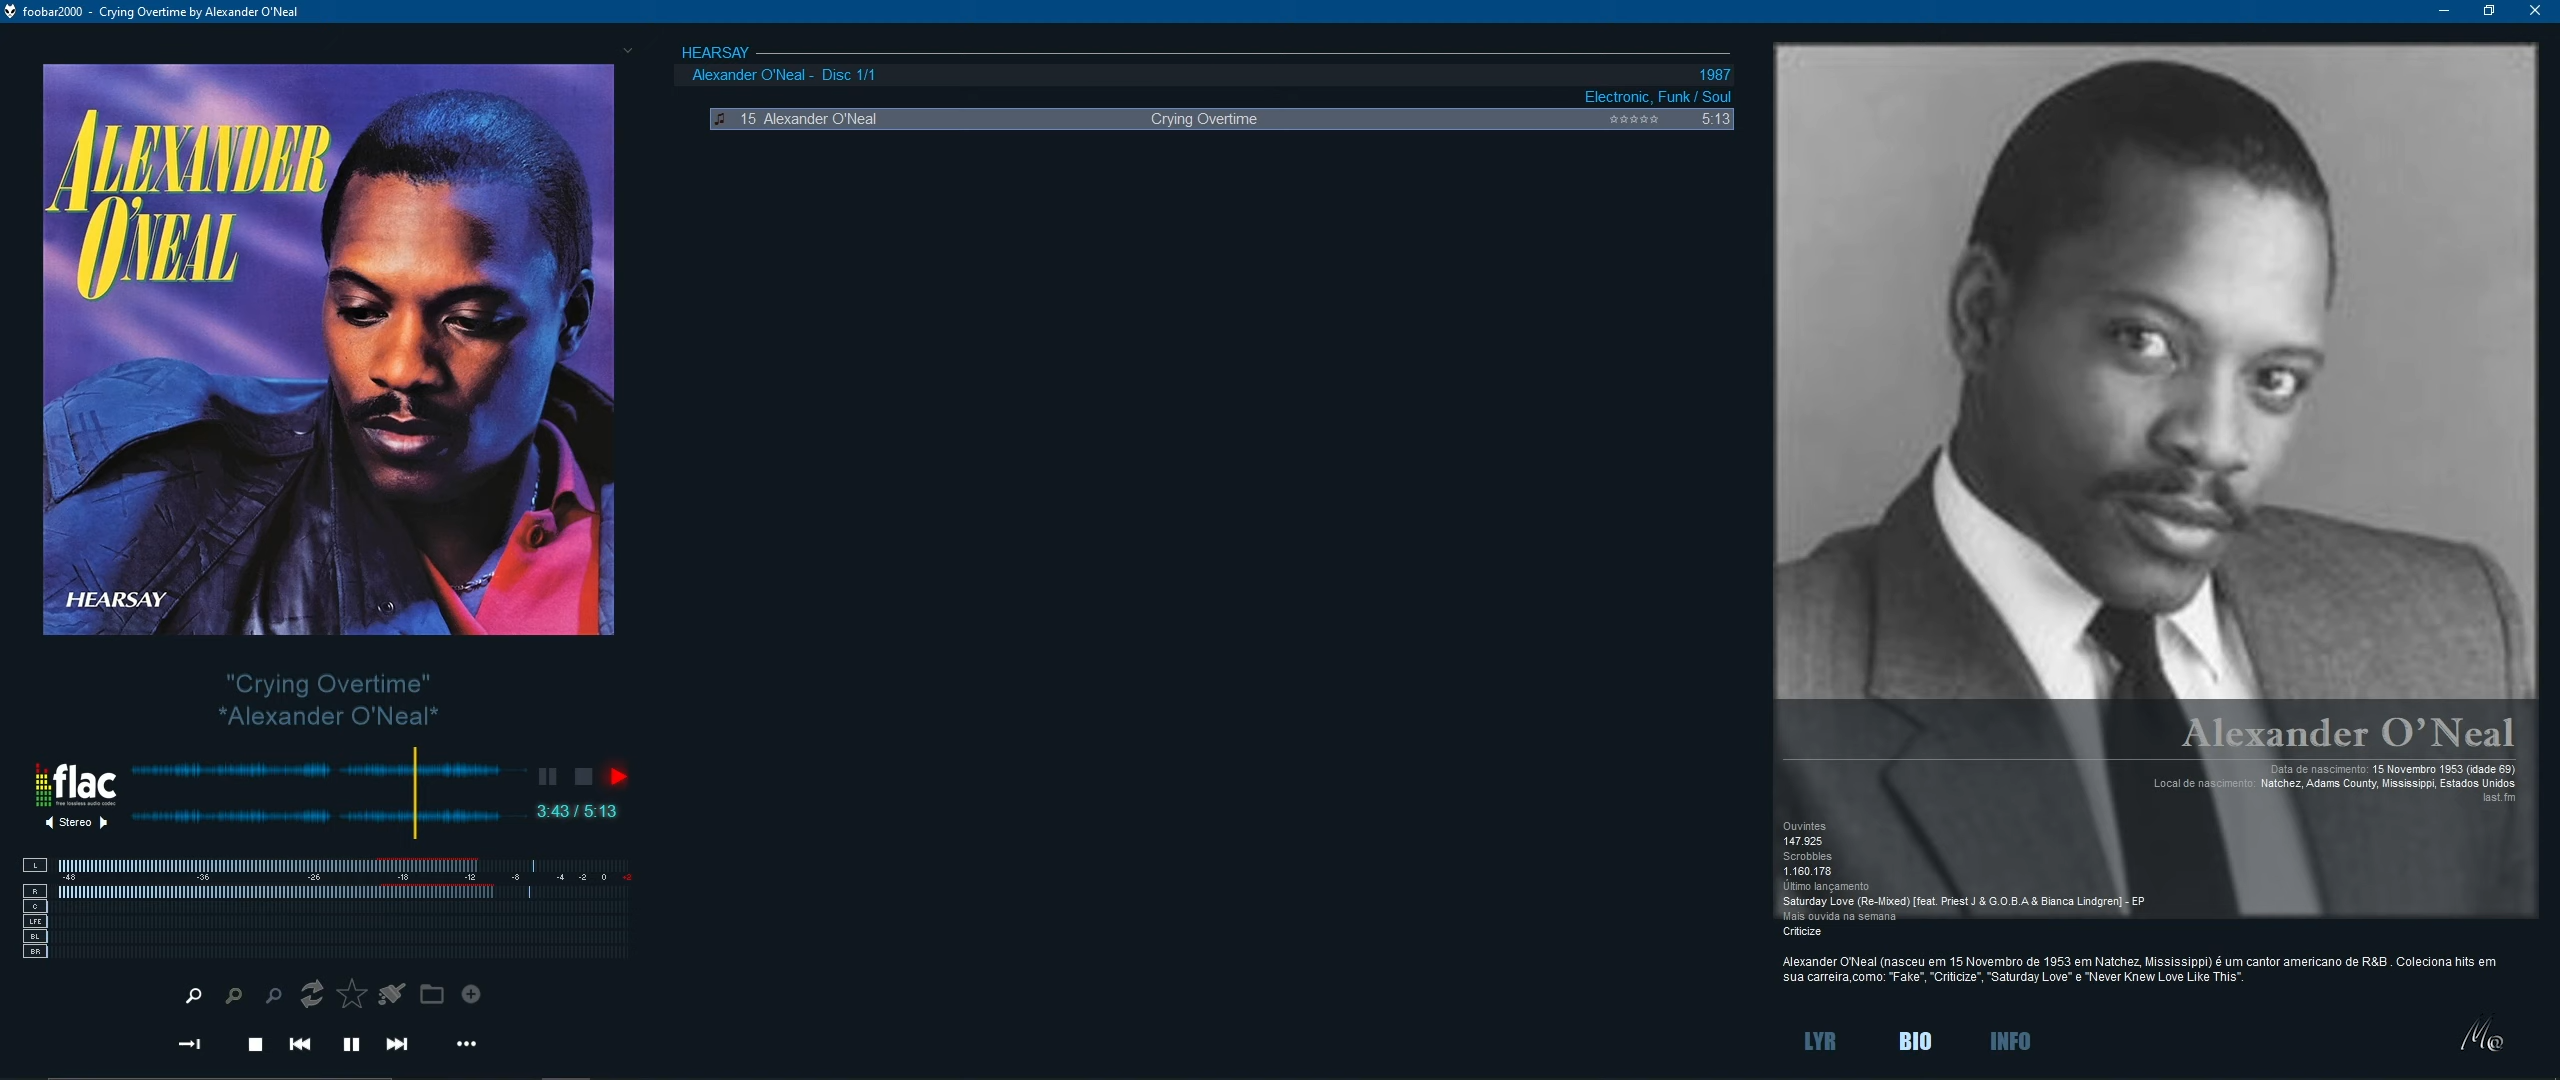 foobar2000 - Crying Overtime by Alexander O'Neal
ALEXANDER
O'NEAL
HEARSAY
"Crying Overtime"
*Alexander O'Neal*
flac
free lossless audio codec
Stereo
3:43 / 5:13
L
-48 -36 -26 -18 -12 -8 -4 -2 0 +2
R
C
LFE
BL
BR
HEARSAY
Alexander O'Neal - Disc 1/1 1987
Electronic, Funk / Soul
15 Alexander O'Neal Crying Overtime ☆☆☆☆☆ 5:13
Alexander O'Neal
Data de nascimento: 15 Novembro 1953 (idade 69)
Local de nascimento: Natchez, Adams County, Mississippi, Estados Unidos
last.fm
Ouvintes
147.925
Scrobbles
1.160.178
Último lançamento
Saturday Love (Re-Mixed) [feat. Priest J & G.O.B.A & Bianca Lindgren] - EP
Mais ouvida na semana
Criticize
Alexander O'Neal (nasceu em 15 Novembro de 1953 em Natchez, Mississippi) é um cantor americano de R&B . Coleciona hits em
sua carreira,como: "Fake", "Criticize", "Saturday Love" e "Never Knew Love Like This".
LYR BIO INFO
M@